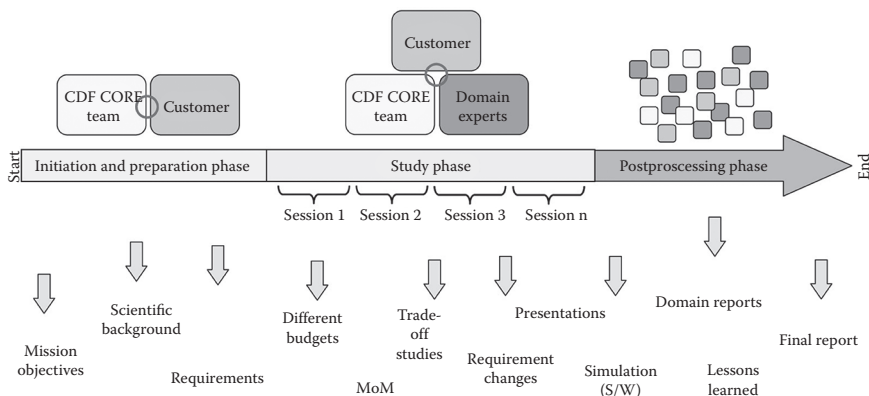 Customer
CDF CORE
team
Customer
CDF CORE
team
Domain
experts
Start
Initiation and preparation phase
Study phase
Postproscessing phase
End
Session 1
Session 2
Session 3
Session n
Mission
objectives
Scientific
background
Requirements
Different
budgets
MoM
Trade-
off
studies
Requirement
changes
Presentations
Simulation
(S/W)
Domain reports
Lessons
learned
Final report